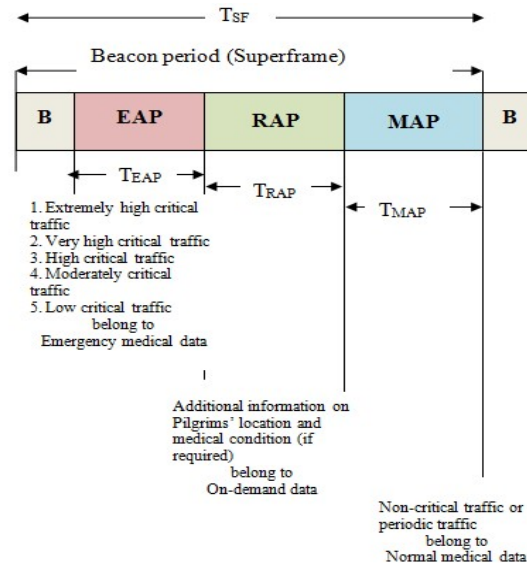 TSF
Beacon period (Superframe)
B EAP RAP MAP B
TEAP
TRAP
TMAP
1. Extremely high critical
traffic
2. Very high critical traffic
3. High critical traffic
4. Moderately critical
traffic
5. Low critical traffic
belong to
Emergency medical data
Additional information on
Pilgrims’ location and
medical condition (if
required)
belong to
On-demand data
Non-critical traffic or
periodic traffic
belong to
Normal medical data